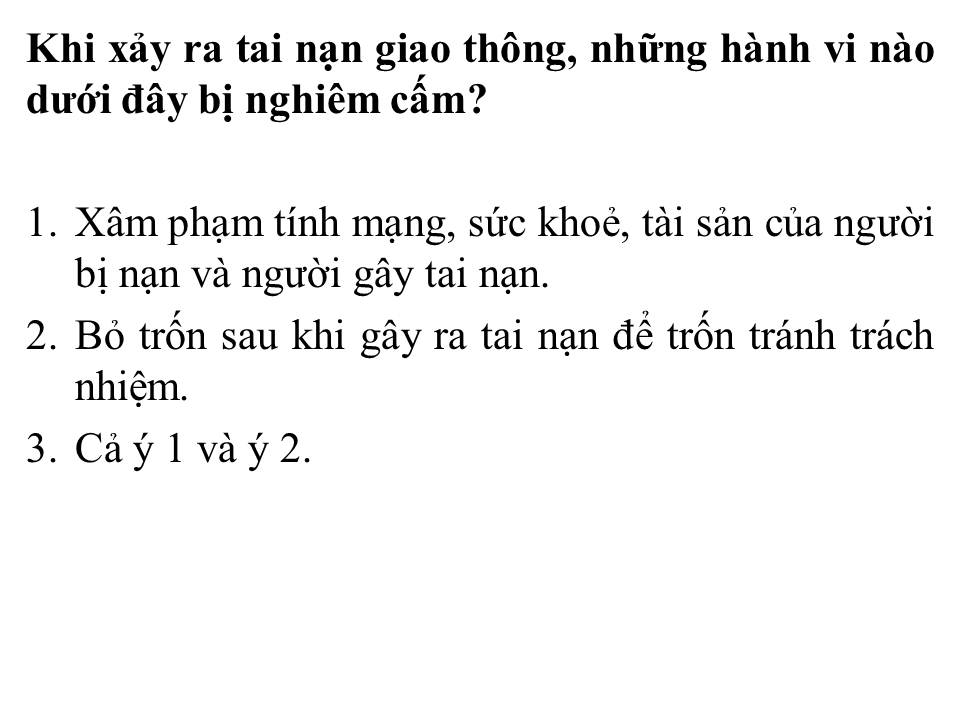 Khi xảy ra tai nạn giao thông, những hành vi nào
dưới đây bị nghiêm cấm?
1. Xâm phạm tính mạng, sức khoẻ, tài sản của người
bị nạn và người gây tai nạn.
2. Bỏ trốn sau khi gây ra tai nạn để trốn tránh trách
nhiệm.
3. Cả ý 1 và ý 2.